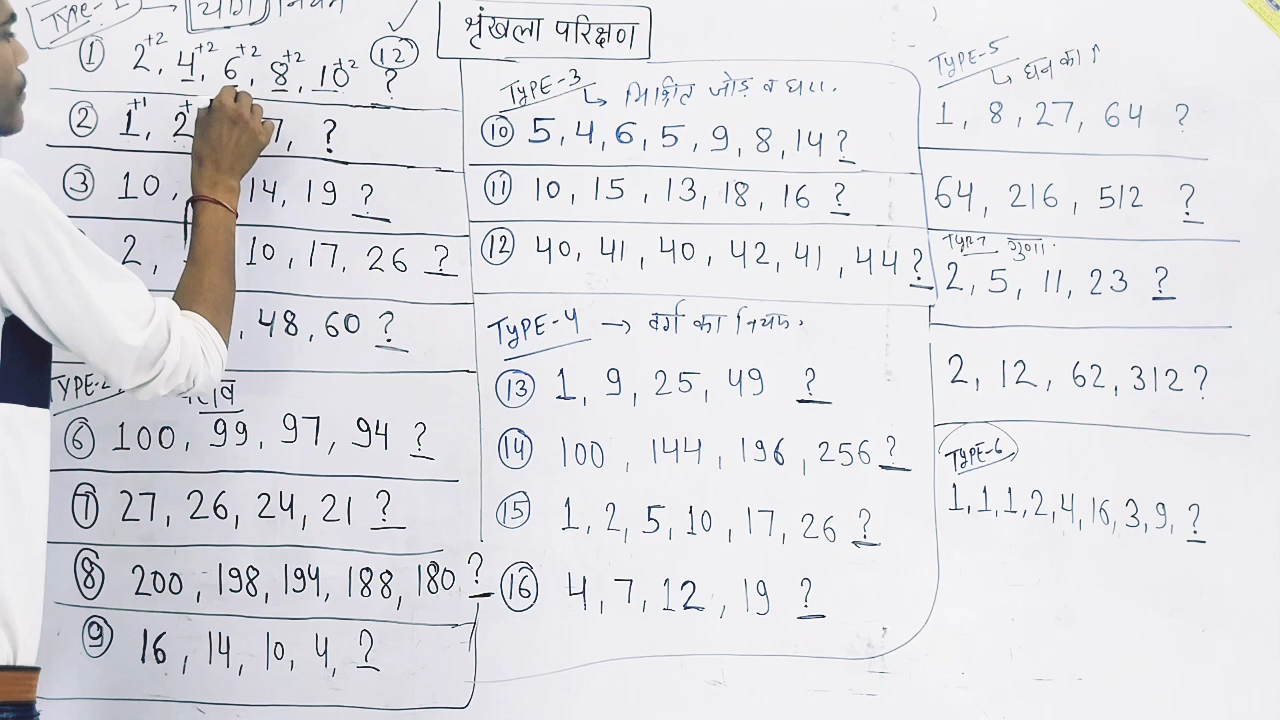 शृंखला परिक्षण
Type-1 →
① 2, 4, 6, 8, 10, ?
+2 +2 +2 +2 +2
12
② 1, 2 7, ?
+1 +
③ 10, 14, 19 ?
2, 10, 17, 26 ?
, 48, 60 ?
TYPE-2
⑥ 100, 99, 97, 94 ?
⑦ 27, 26, 24, 21 ?
⑧ 200, 198, 194, 188, 180, ?
⑨ 16, 14, 10, 4, ?
TYPE-3
↳ मिश्रित जोड़ व घटा.
⑩ 5, 4, 6, 5, 9, 8, 14 ?
⑪ 10, 15, 13, 18, 16 ?
⑫ 40, 41, 40, 42, 41, 44 ?
TYPE-4 → वर्ग का नियम.
⑬ 1, 9, 25, 49 ?
⑭ 100, 144, 196, 256 ?
⑮ 1, 2, 5, 10, 17, 26 ?
⑯ 4, 7, 12, 19 ?
TYPE-5
↳ घन का
1, 8, 27, 64 ?
64, 216, 512 ?
गुणा.
2, 5, 11, 23 ?
2, 12, 62, 312 ?
TYPE-6
1, 1, 1, 2, 4, 16, 3, 9, ?